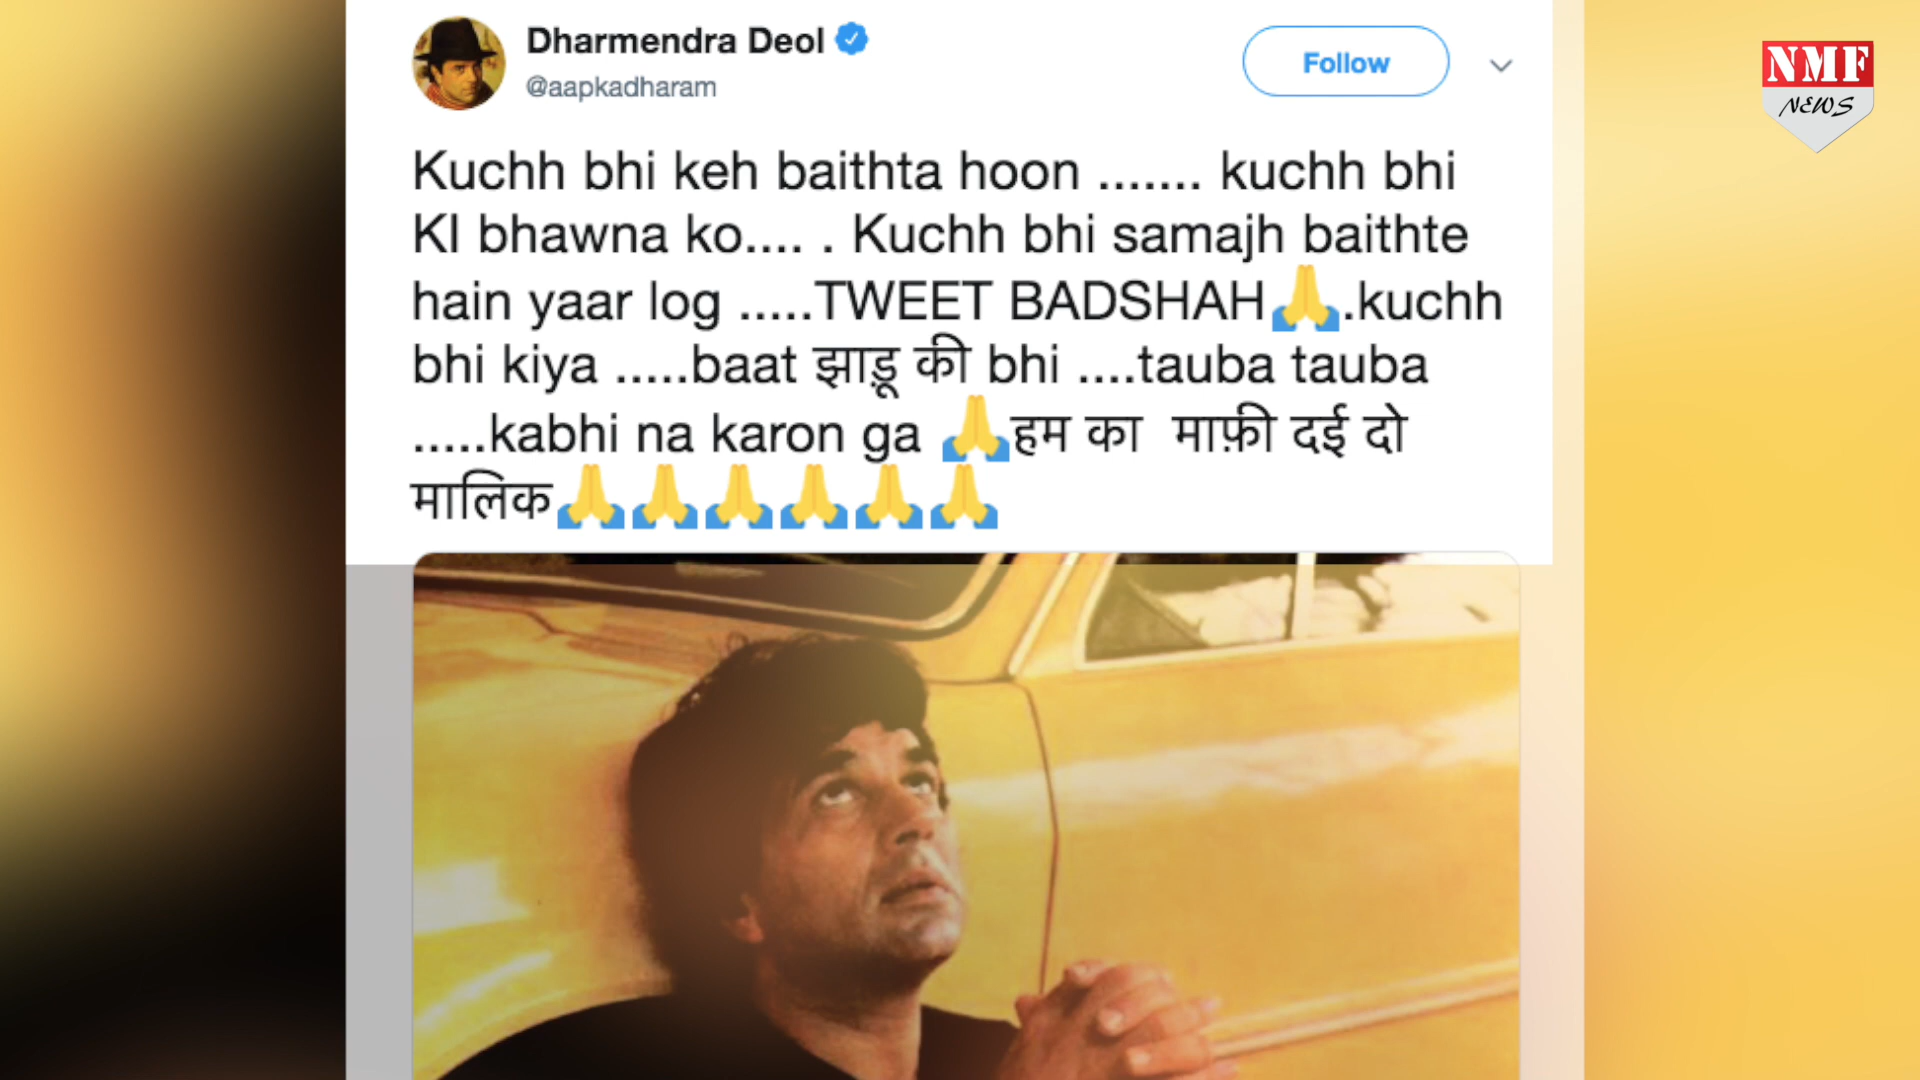 Dharmendra Deol
@aapkadharam
Follow
NMF
NEWS
Kuchh bhi keh baithta hoon ....... kuchh bhi
KI bhawna ko.... . Kuchh bhi samajh baithte
hain yaar log .....TWEET BADSHAH🙏.kuchh
bhi kiya .....baat झाड़ू की bhi ....tauba tauba
.....kabhi na karon ga 🙏हम का  माफ़ी दई दो
मालिक🙏🙏🙏🙏🙏🙏